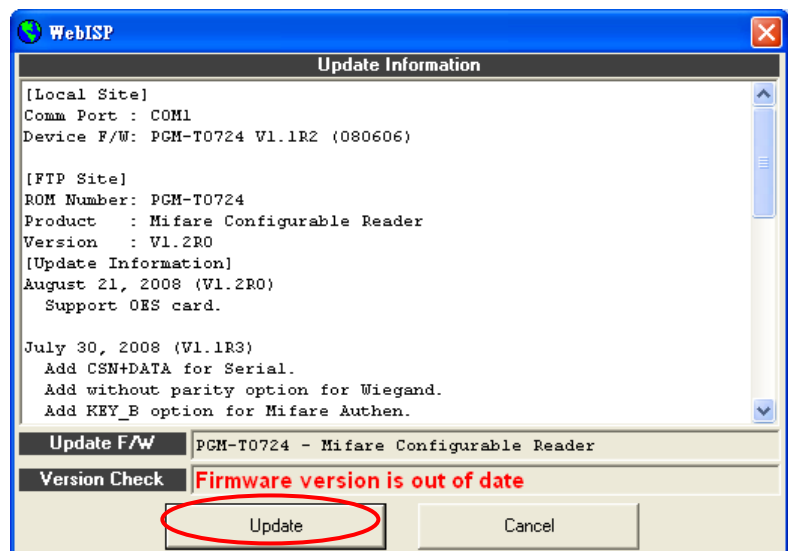 WebISP
Update Information
[Local Site]
Comm Port : COM1
Device F/W: PGM-T0724 V1.1R2 (080606)
[FTP Site]
ROM Number: PGM-T0724
Product   : Mifare Configurable Reader
Version   : V1.2R0
[Update Information]
August 21, 2008 (V1.2R0)
Support OES card.
July 30, 2008 (V1.1R3)
Add CSN+DATA for Serial.
Add without parity option for Wiegand.
Add KEY_B option for Mifare Authen.
Update F/W PGM-T0724 - Mifare Configurable Reader
Version Check Firmware version is out of date
Update Cancel